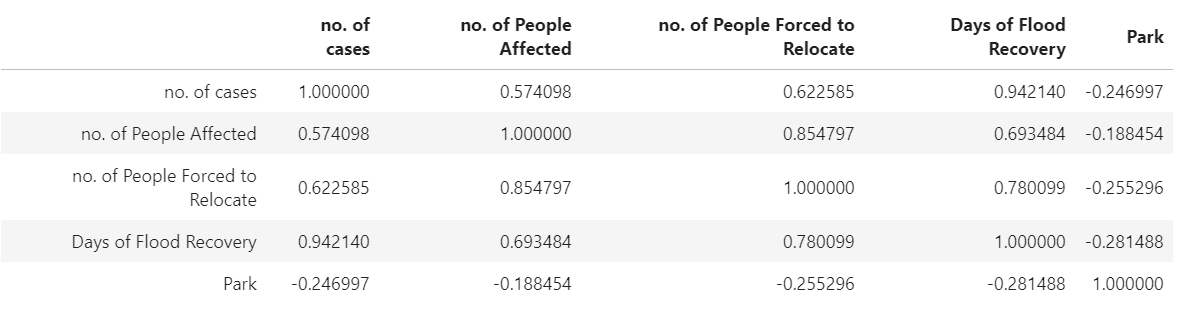 no. of cases no. of People Affected no. of People Forced to Relocate Days of Flood Recovery Park
no. of cases 1.000000 0.574098 0.622585 0.942140 -0.246997
no. of People Affected 0.574098 1.000000 0.854797 0.693484 -0.188454
no. of People Forced to Relocate 0.622585 0.854797 1.000000 0.780099 -0.255296
Days of Flood Recovery 0.942140 0.693484 0.780099 1.000000 -0.281488
Park -0.246997 -0.188454 -0.255296 -0.281488 1.000000